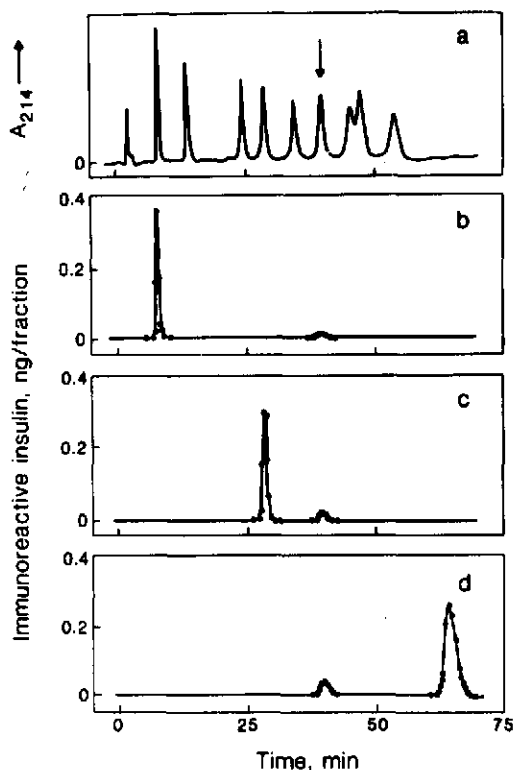 A₂₁₄ →
a
0
0.4
b
0.2
0
0.4
c
0.2
0
0.4
d
0.2
0
0 25 50 75
Immunoreactive insulin, ng/fraction
Time, min